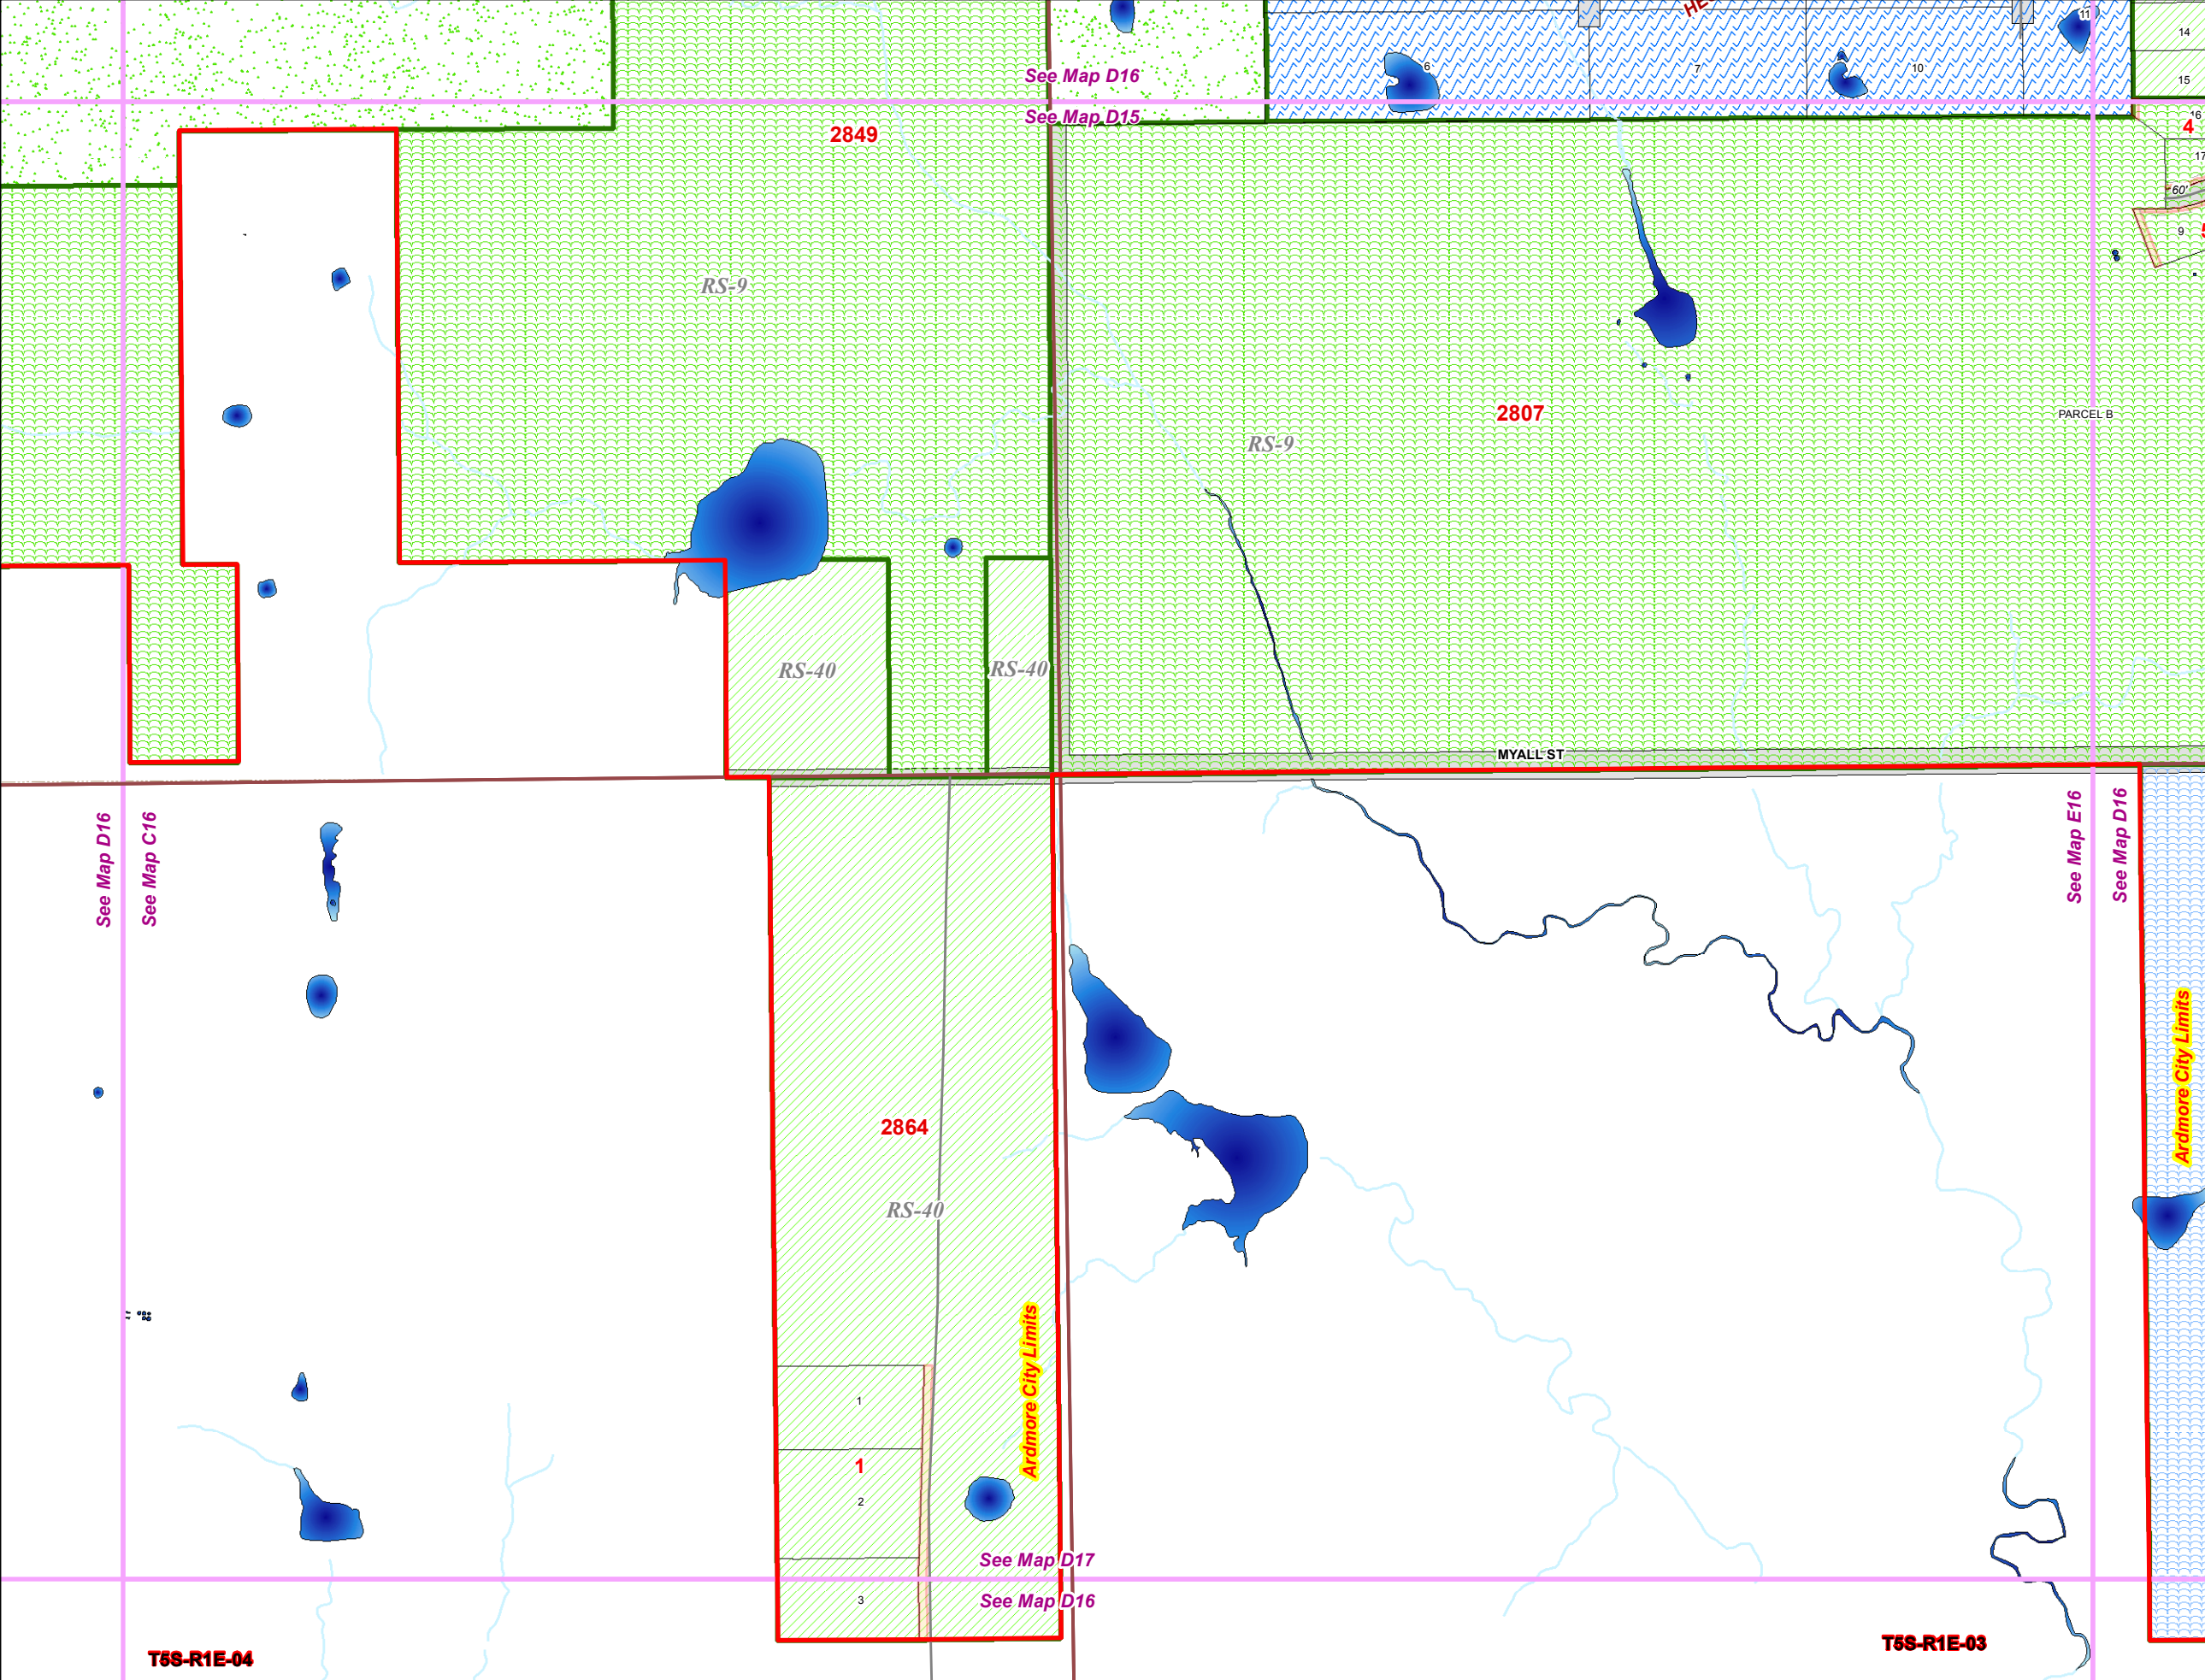 HE
11
14
6
7
10
See Map D16
15
See Map D15
16
4
2849
17
60'
9
5
RS-9
2807
PARCEL B
RS-9
RS-40
RS-40
MYALL ST
See Map D16
See Map C16
See Map E16
See Map D16
Ardmore City Limits
2864
RS-40
Ardmore City Limits
1
1
2
See Map D17
See Map D16
3
T5S-R1E-04
T5S-R1E-03